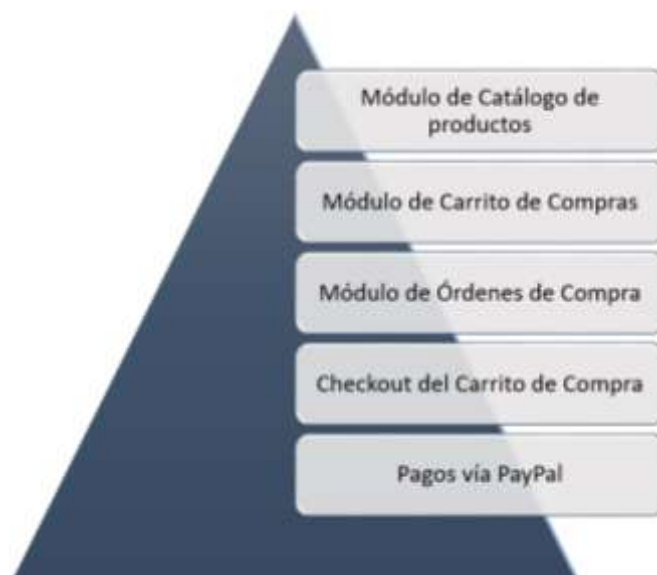 Módulo de Catálogo de
productos
Módulo de Carrito de Compras
Módulo de Órdenes de Compra
Checkout del Carrito de Compra
Pagos vía PayPal